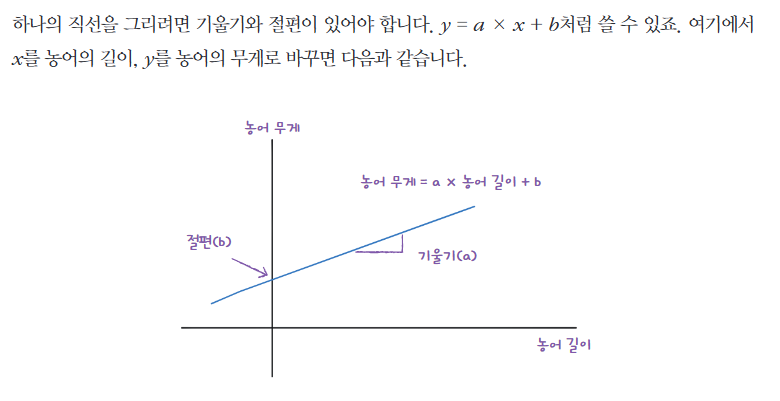 하나의 직선을 그리려면 기울기와 절편이 있어야 합니다. y = a × x + b처럼 쓸 수 있죠. 여기에서
x를 농어의 길이, y를 농어의 무게로 바꾸면 다음과 같습니다.
농어 무게
농어 무게 = a × 농어 길이 + b
절편(b)
기울기(a)
농어 길이